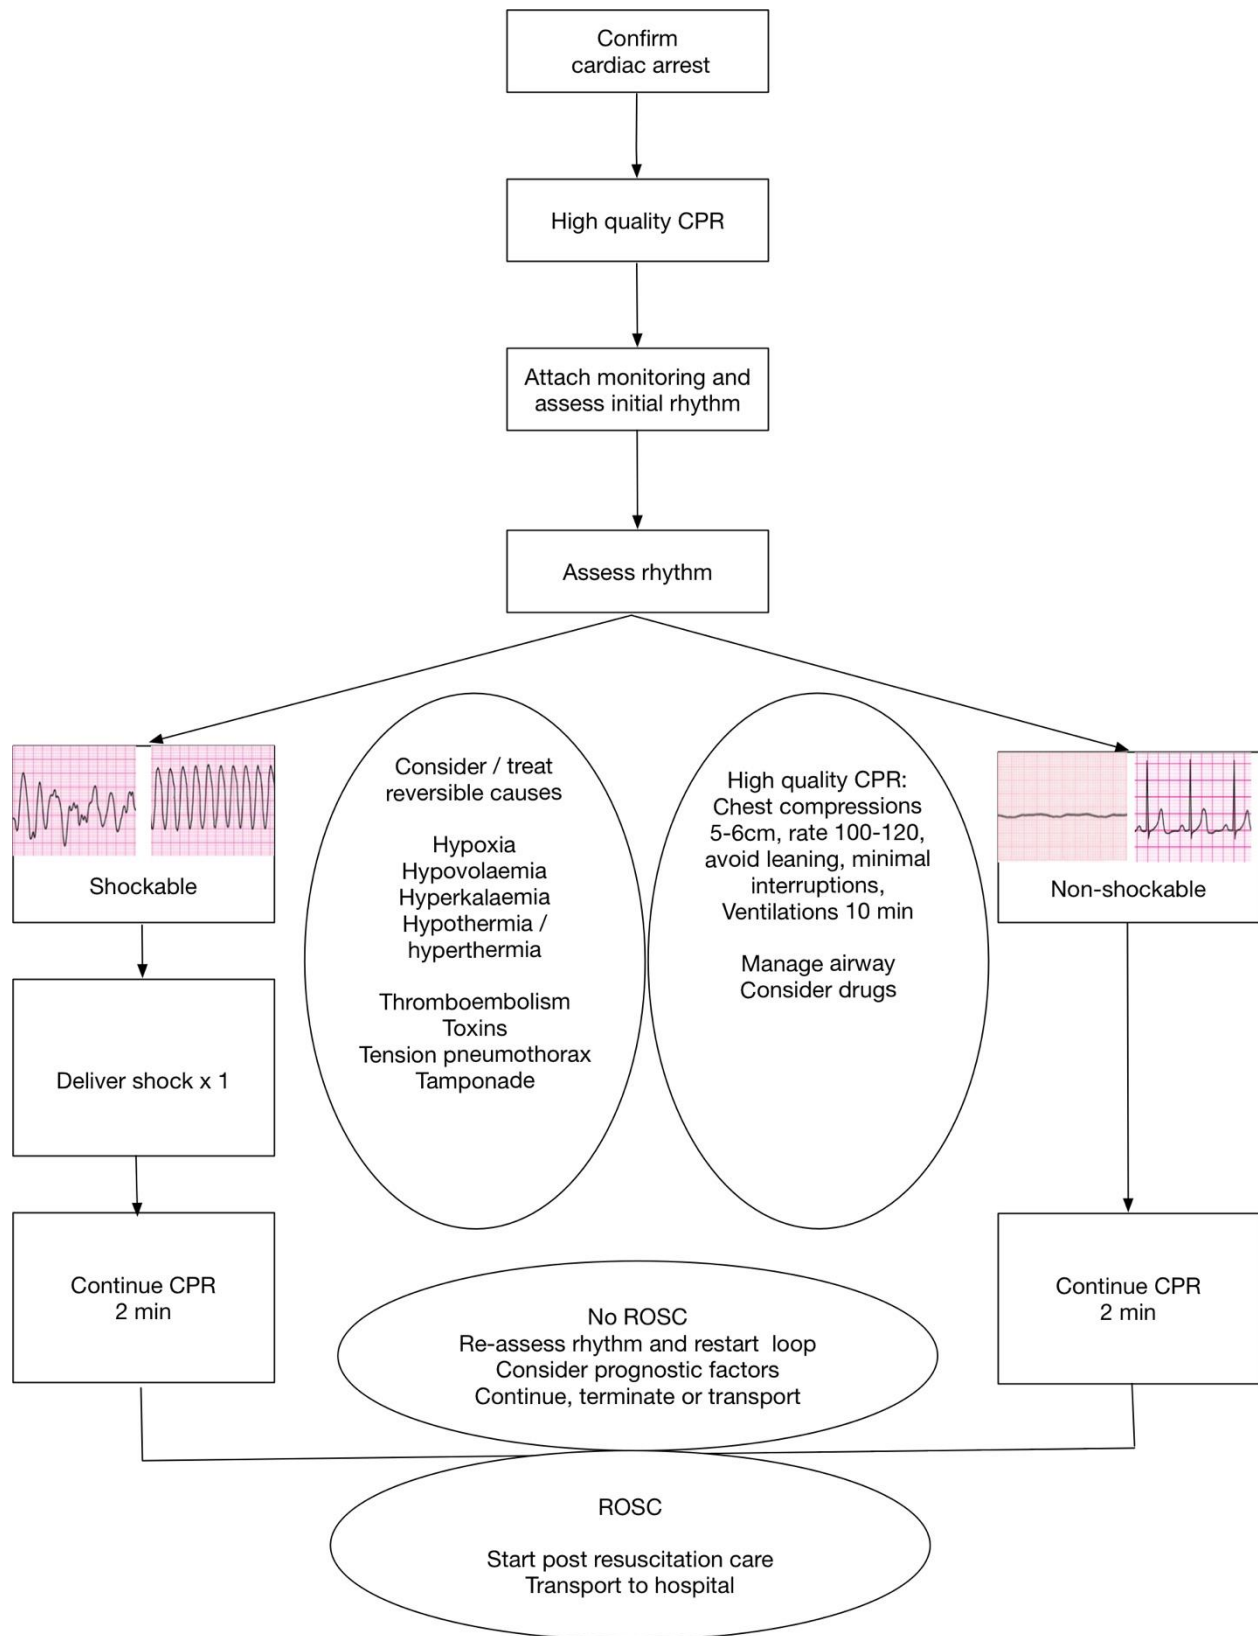 Confirm
cardiac arrest
High quality CPR
Attach monitoring and
assess initial rhythm
Assess rhythm
Shockable
Deliver shock x 1
Continue CPR
2 min
Consider / treat
reversible causes
Hypoxia
Hypovolaemia
Hyperkalaemia
Hypothermia /
hyperthermia
Thromboembolism
Toxins
Tension pneumothorax
Tamponade
High quality CPR:
Chest compressions
5-6cm, rate 100-120,
avoid leaning, minimal
interruptions,
Ventilations 10 min
Manage airway
Consider drugs
Non-shockable
Continue CPR
2 min
No ROSC
Re-assess rhythm and restart loop
Consider prognostic factors
Continue, terminate or transport
ROSC
Start post resuscitation care
Transport to hospital